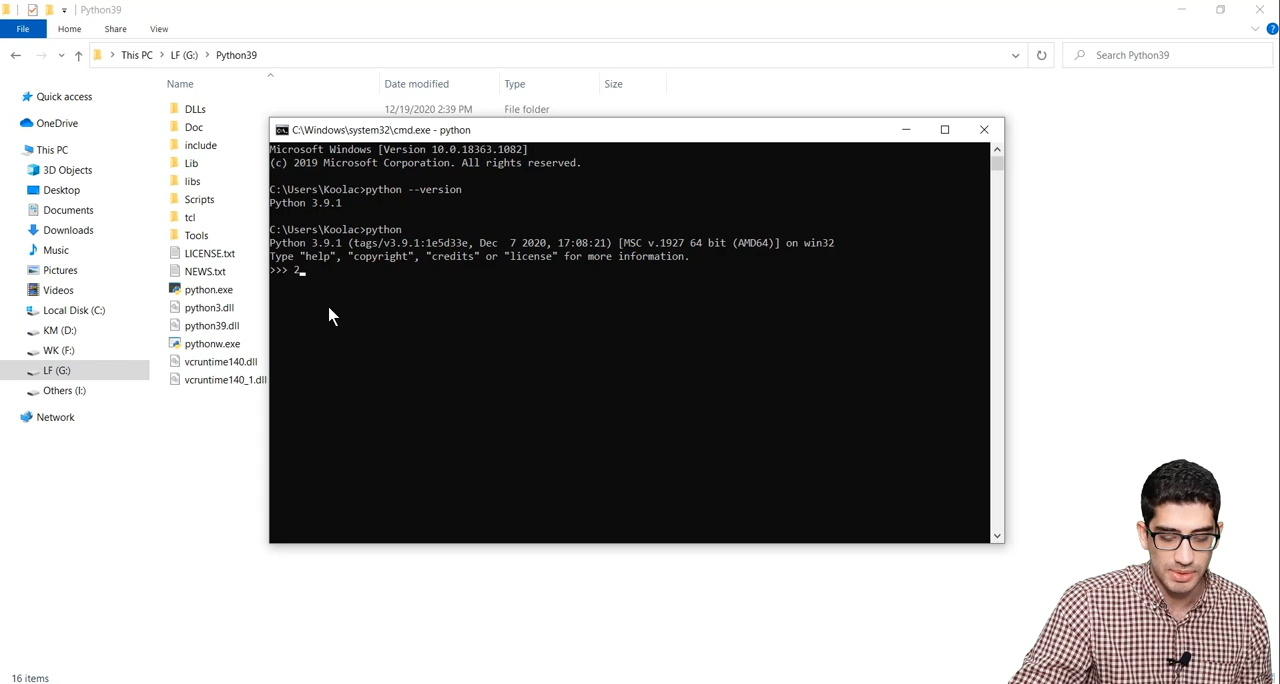 Python39
File Home Share View
This PC LF (G:) Python39
Search Python39
Name Date modified Type Size
Quick access
OneDrive
This PC
3D Objects
Desktop
Documents
Downloads
Music
Pictures
Videos
Local Disk (C:)
KM (D:)
WK (F:)
LF (G:)
Others (I:)
Network
DLLs 12/19/2020 2:39 PM File folder
Doc
include
Lib
libs
Scripts
tcl
Tools
LICENSE.txt
NEWS.txt
python.exe
python3.dll
python39.dll
pythonw.exe
vcruntime140.dll
vcruntime140_1.dll
C:\Windows\system32\cmd.exe - python
Microsoft Windows [Version 10.0.18363.1082]
(c) 2019 Microsoft Corporation. All rights reserved.
C:\Users\Koolac>python --version
Python 3.9.1
C:\Users\Koolac>python
Python 3.9.1 (tags/v3.9.1:1e5d33e, Dec  7 2020, 17:08:21) [MSC v.1927 64 bit (AMD64)] on win32
Type "help", "copyright", "credits" or "license" for more information.
>>> 2_
16 items